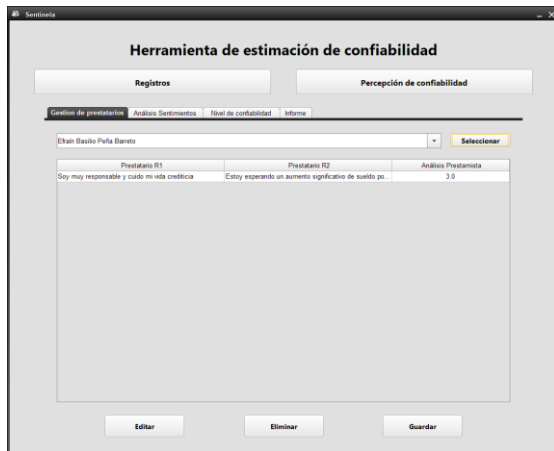 Sentinela
Herramienta de estimación de confiabilidad
Registros Percepción de confiabilidad
Gestion de prestatarios Análisis Sentimientos Nivel de confiabilidad Informe
Efraín Basilio Peña Barreto Seleccionar
Prestatario R1 Prestatario R2 Análisis Prestamista
Soy muy responsable y cuido mi vida crediticia Estoy esperando un aumento significativo de sueldo po... 3.0
Editar Eliminar Guardar